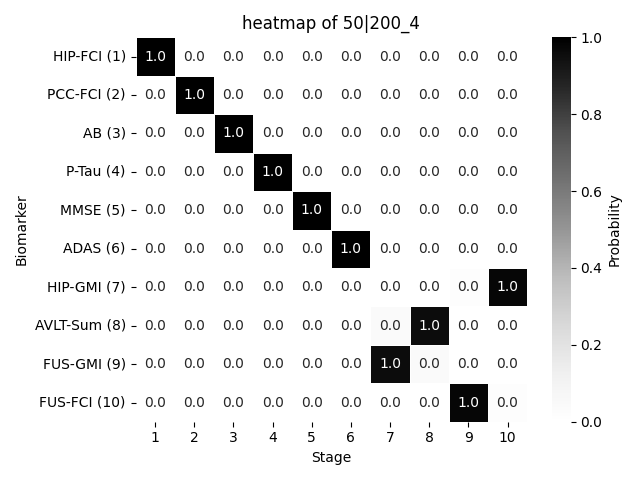 heatmap of 50|200_4
HIP-FCI (1) 1.0 0.0 0.0 0.0 0.0 0.0 0.0 0.0 0.0 0.0
PCC-FCI (2) 0.0 1.0 0.0 0.0 0.0 0.0 0.0 0.0 0.0 0.0
AB (3) 0.0 0.0 1.0 0.0 0.0 0.0 0.0 0.0 0.0 0.0
P-Tau (4) 0.0 0.0 0.0 1.0 0.0 0.0 0.0 0.0 0.0 0.0
MMSE (5) 0.0 0.0 0.0 0.0 1.0 0.0 0.0 0.0 0.0 0.0
ADAS (6) 0.0 0.0 0.0 0.0 0.0 1.0 0.0 0.0 0.0 0.0
HIP-GMI (7) 0.0 0.0 0.0 0.0 0.0 0.0 0.0 0.0 0.0 1.0
AVLT-Sum (8) 0.0 0.0 0.0 0.0 0.0 0.0 0.0 1.0 0.0 0.0
FUS-GMI (9) 0.0 0.0 0.0 0.0 0.0 0.0 1.0 0.0 0.0 0.0
FUS-FCI (10) 0.0 0.0 0.0 0.0 0.0 0.0 0.0 0.0 1.0 0.0
1 2 3 4 5 6 7 8 9 10
Stage
Biomarker
1.0
0.8
0.6
0.4
0.2
0.0
Probability